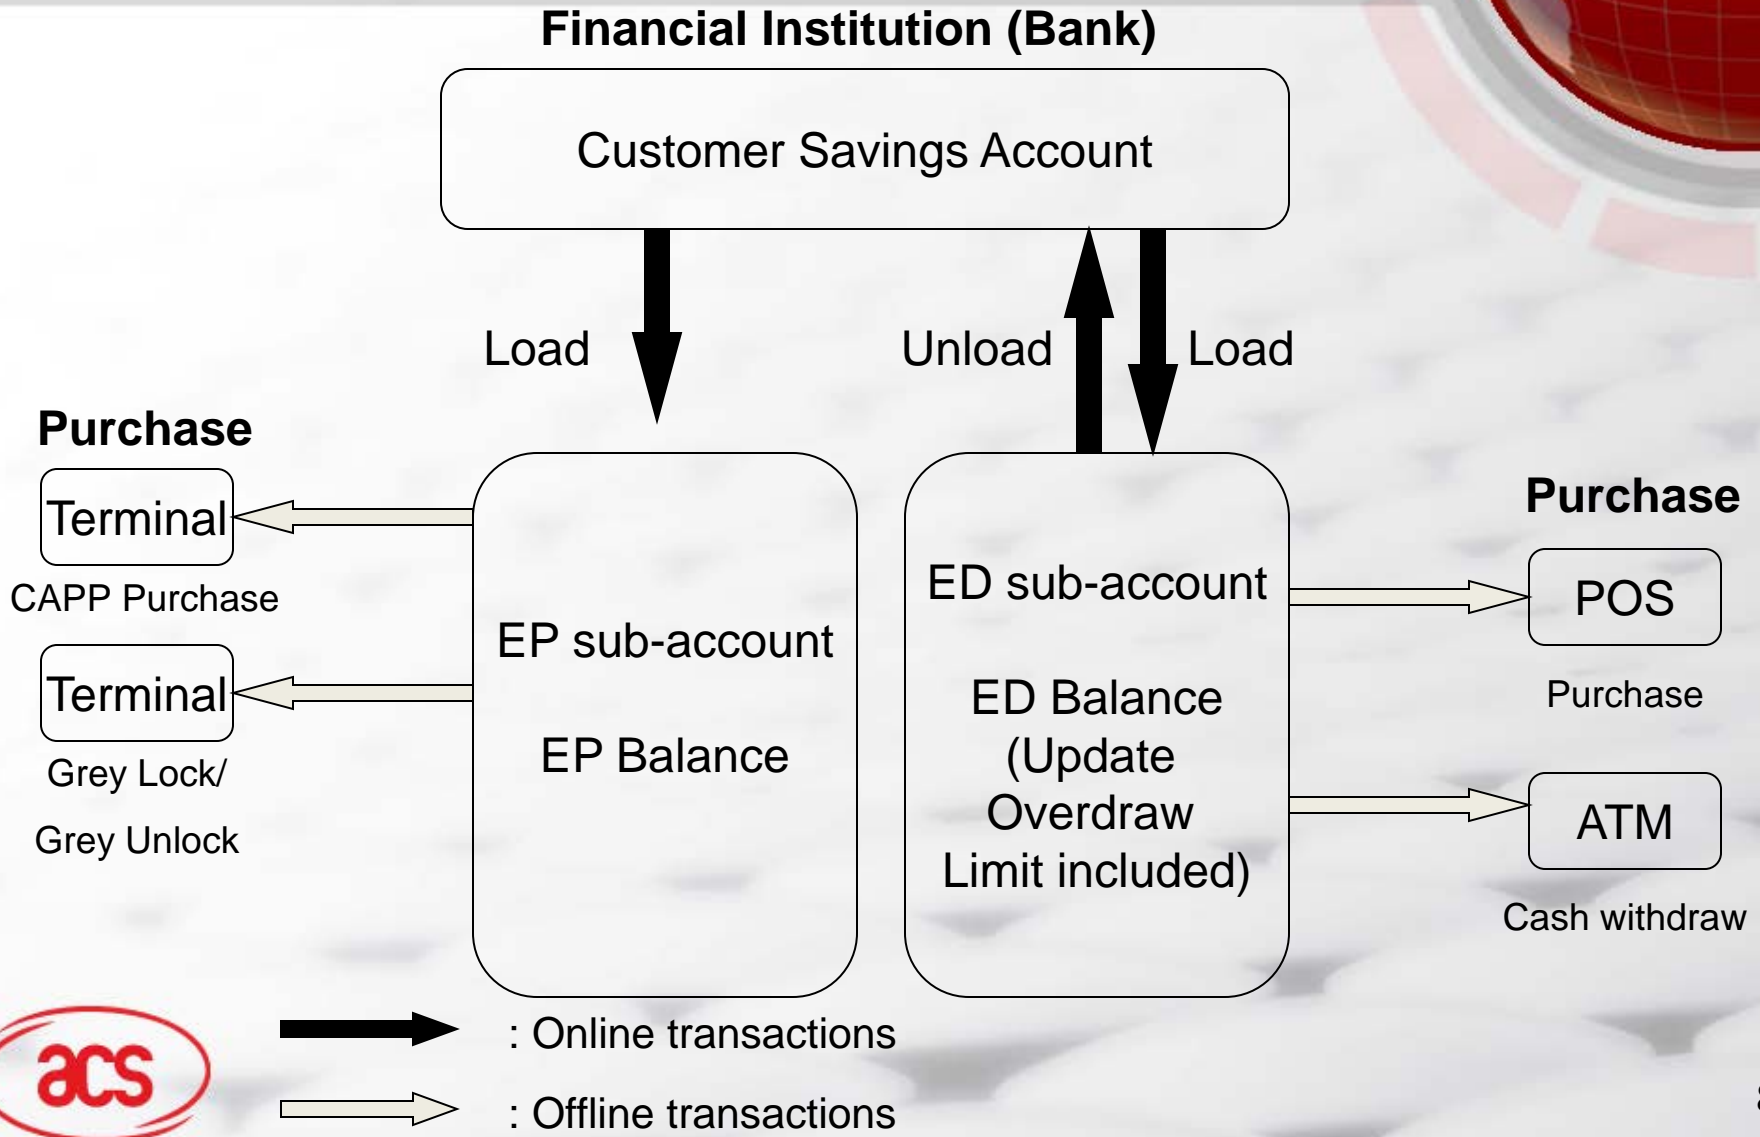 Financial Institution (Bank)
Customer Savings Account
Load
Unload
Load
Purchase
Terminal
CAPP Purchase
Terminal
Grey Lock/
Grey Unlock
EP sub-account
EP Balance
ED sub-account
ED Balance
(Update
Overdraw
Limit included)
Purchase
POS
Purchase
ATM
Cash withdraw
acs
: Online transactions
: Offline transactions